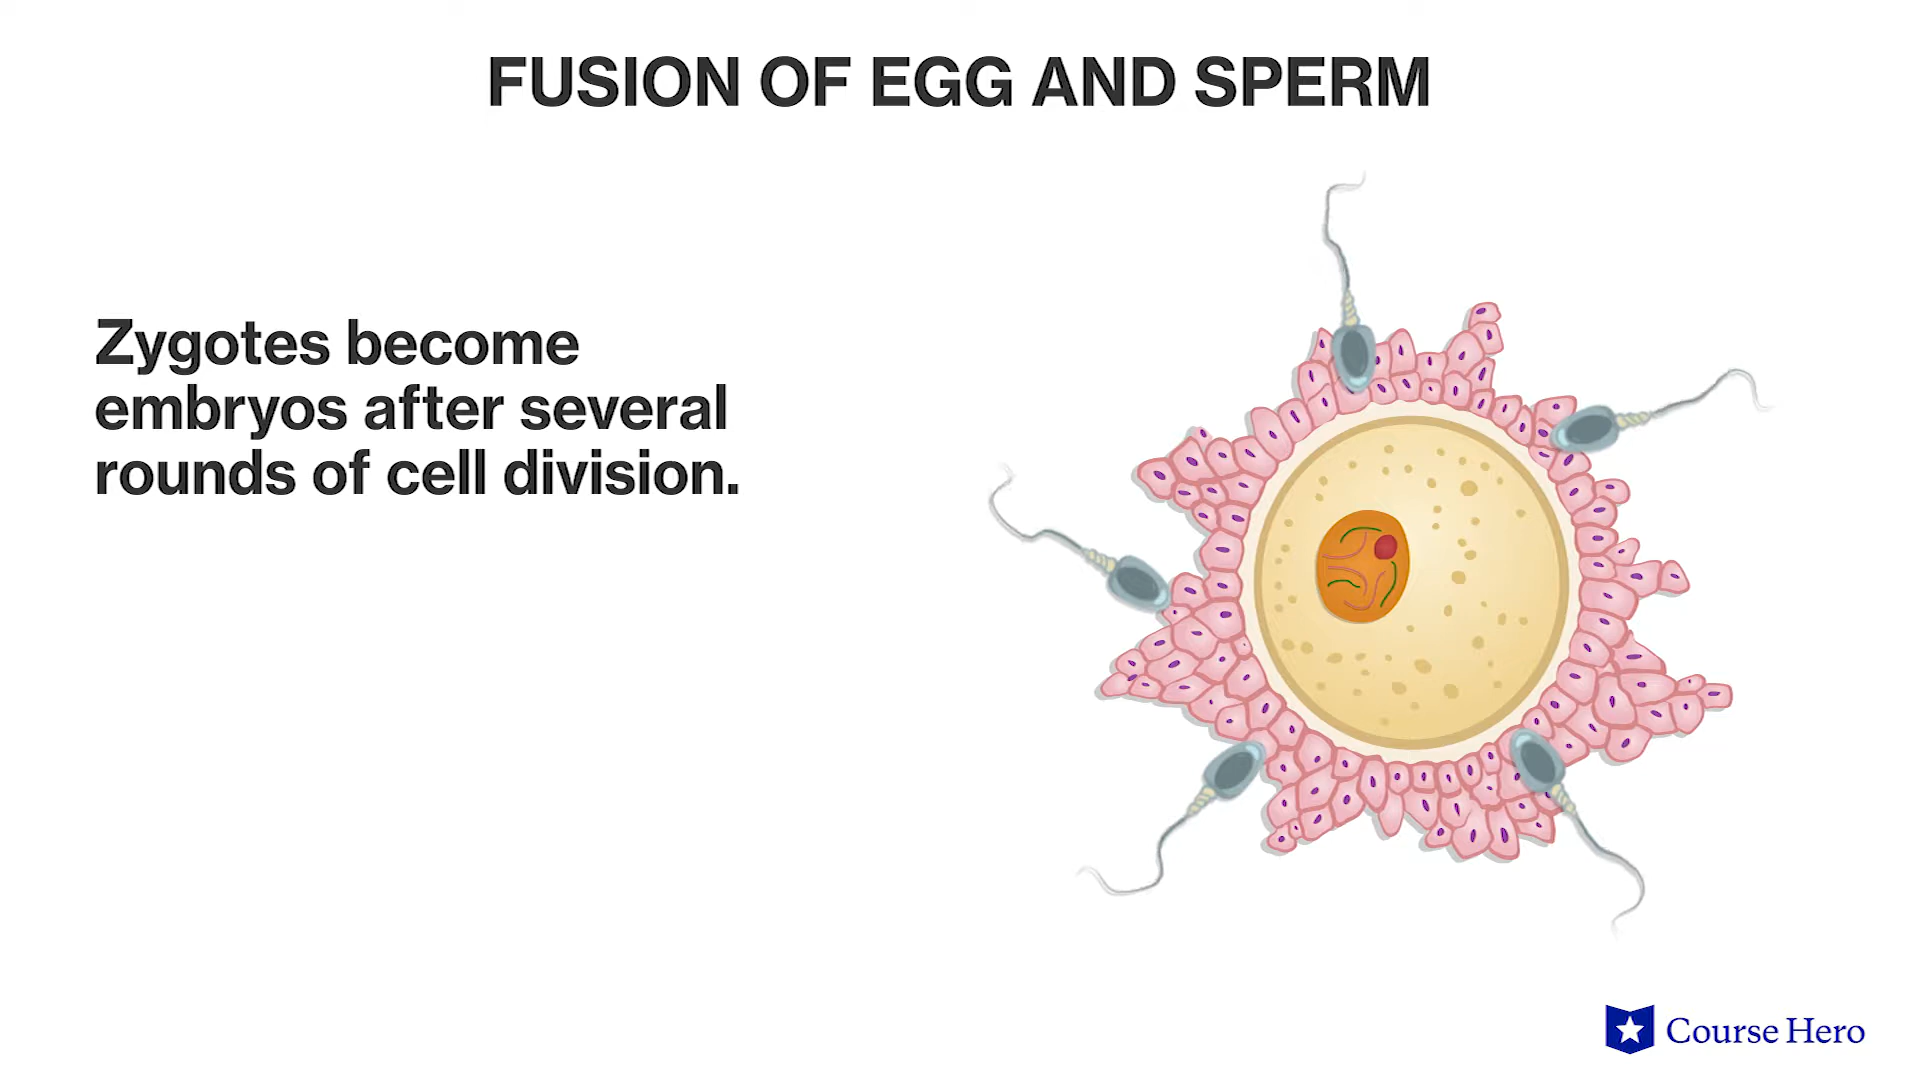 FUSION OF EGG AND SPERM
Zygotes become
embryos after several
rounds of cell division.
Course Hero